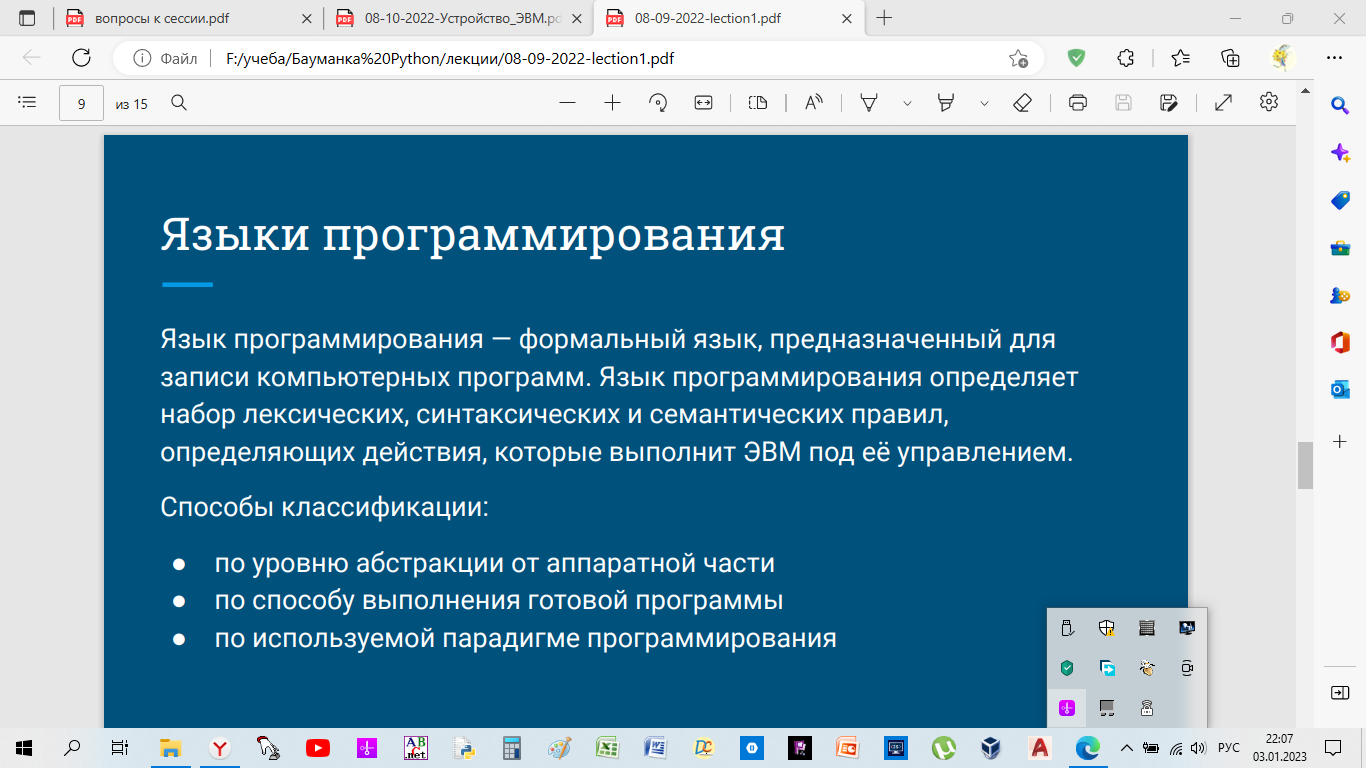 вопросы к сессии.pdf
08-10-2022-Устройство_ЭВМ.pd
08-09-2022-lection1.pdf
Файл
F:/учеба/Бауманка%20Python/лекции/08-09-2022-lection1.pdf
9 из 15
Языки программирования
Язык программирования — формальный язык, предназначенный для
записи компьютерных программ. Язык программирования определяет
набор лексических, синтаксических и семантических правил,
определяющих действия, которые выполнит ЭВМ под её управлением.
Способы классификации:
● по уровню абстракции от аппаратной части
● по способу выполнения готовой программы
● по используемой парадигме программирования
РУС
22:07
03.01.2023